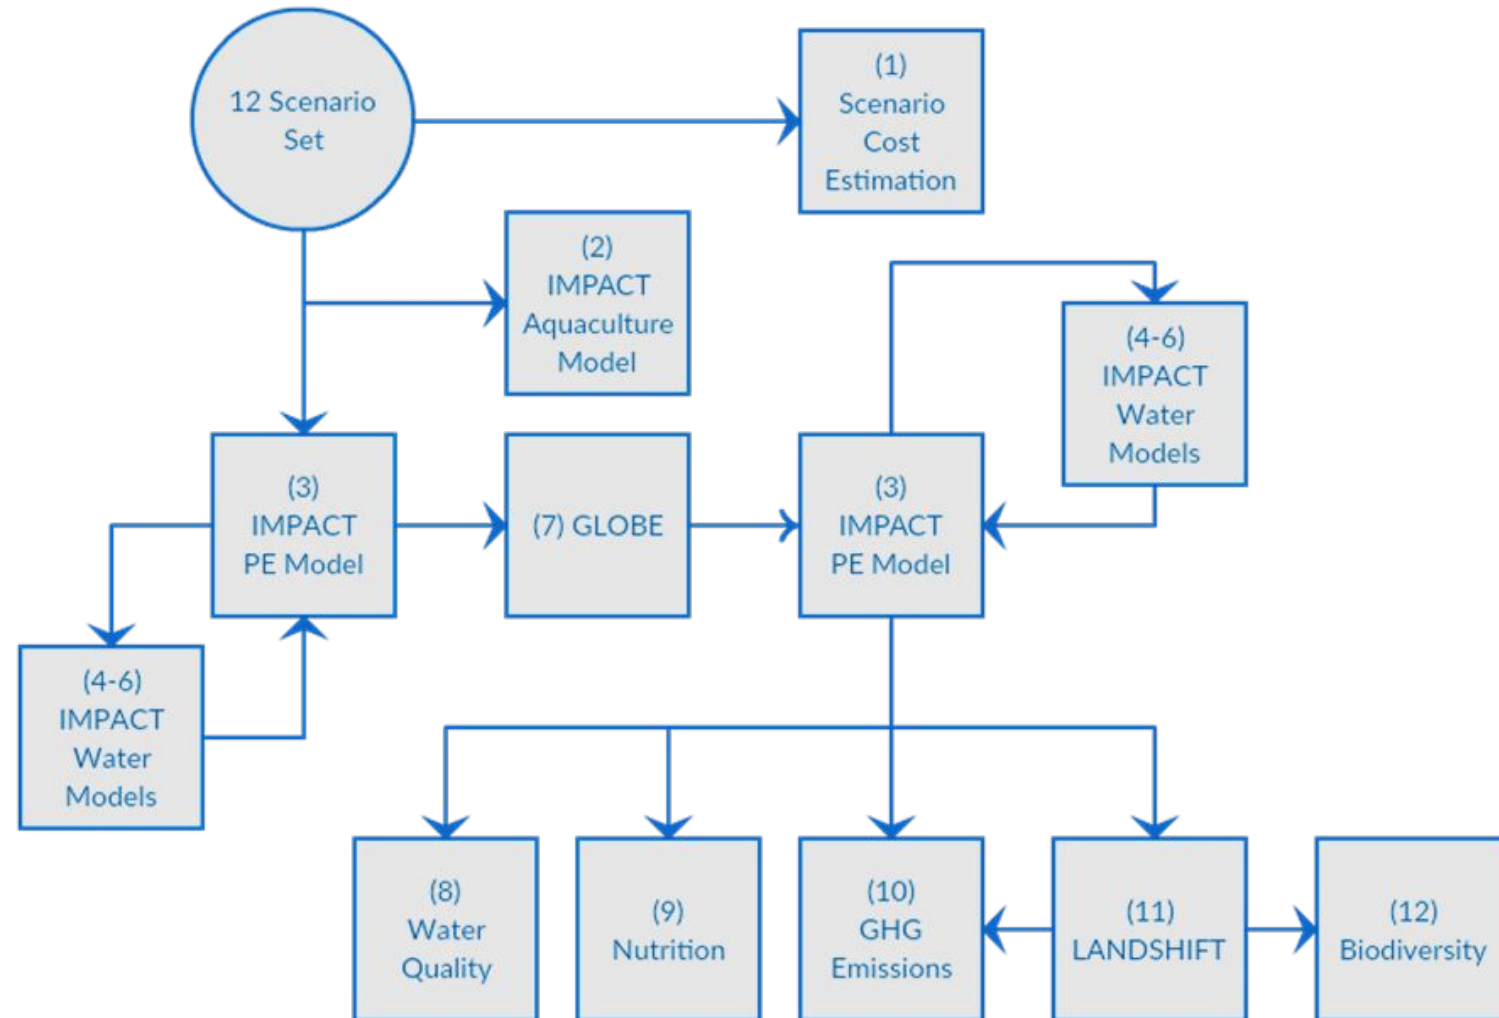 12 Scenario
Set
(1)
Scenario
Cost
Estimation
(2)
IMPACT
Aquaculture
Model
(4-6)
IMPACT
Water
Models
(3)
IMPACT
PE Model
(7) GLOBE
(3)
IMPACT
PE Model
(4-6)
IMPACT
Water
Models
(8)
Water
Quality
(9)
Nutrition
(10)
GHG
Emissions
(11)
LANDSHIFT
(12)
Biodiversity